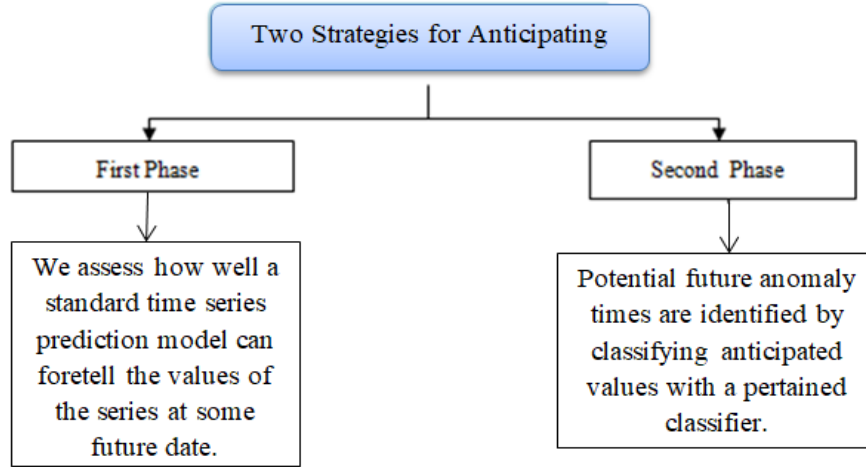 Two Strategies for Anticipating
First Phase
Second Phase
We assess how well a
standard time series
prediction model can
foretell the values of
the series at some
future date.
Potential future anomaly
times are identified by
classifying anticipated
values with a pertained
classifier.